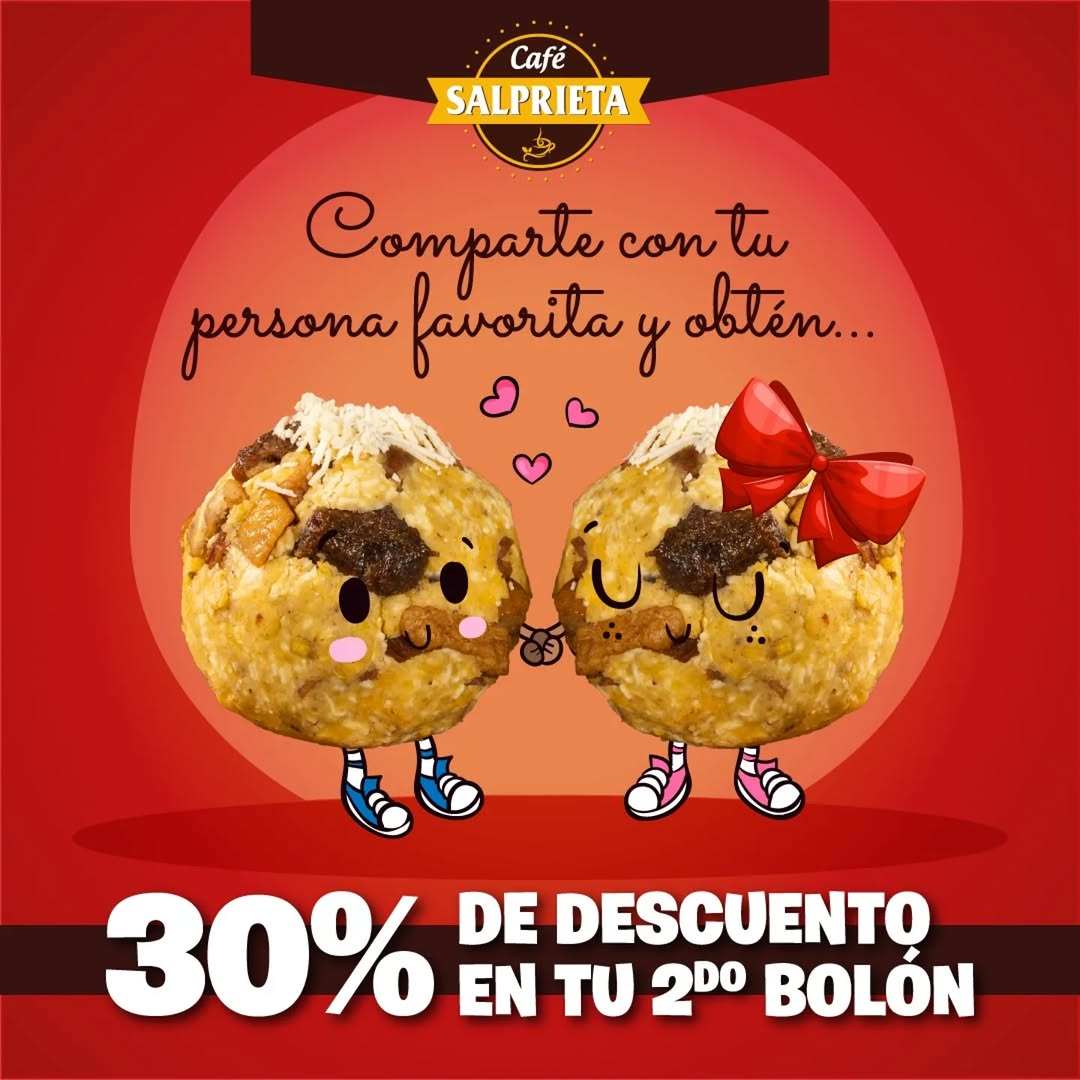 Café
SALPRIETA
Comparte con tu
persona favorita y obtén...
30% DE DESCUENTO
EN TU 2DO BOLÓN